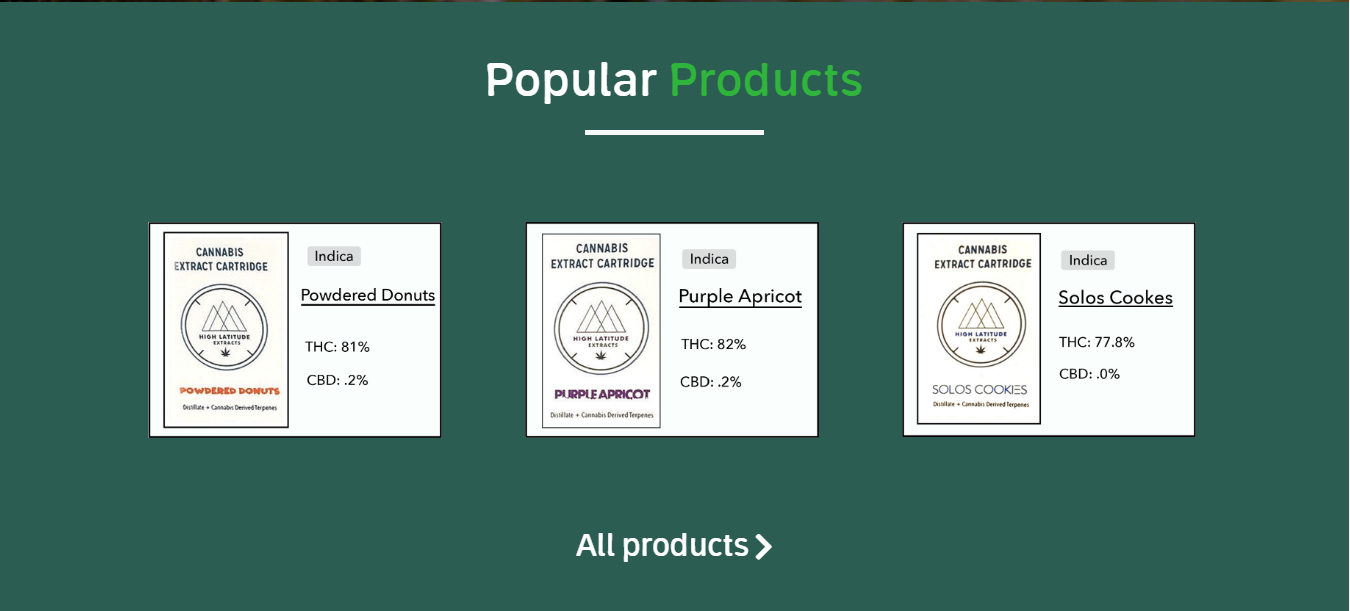 Popular Products
CANNABIS
EXTRACT CARTRIDGE
HIGH LATITUDE
EXTRACTS
POWDERED DONUTS
Distillate + Cannabis Derived Terpenes
Indica
Powdered Donuts
THC: 81%
CBD: .2%
CANNABIS
EXTRACT CARTRIDGE
HIGH LATITUDE
EXTRACTS
PURPLE APRICOT
Distillate + Cannabis Derived Terpenes
Indica
Purple Apricot
THC: 82%
CBD: .2%
CANNABIS
EXTRACT CARTRIDGE
HIGH LATITUDE
EXTRACTS
SOLOS COOKIES
Distillate + Cannabis Derived Terpenes
Indica
Solos Cookes
THC: 77.8%
CBD: .0%
All products